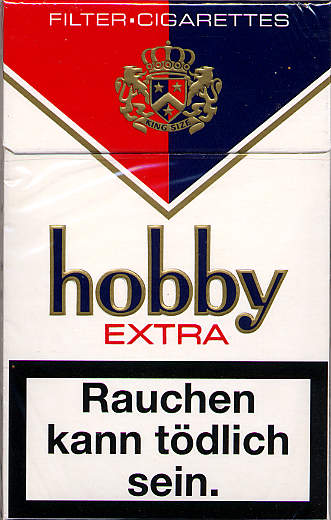 FILTER•CIGARETTES
KING SIZE
hobby
EXTRA
Rauchen
kann tödlich
sein.